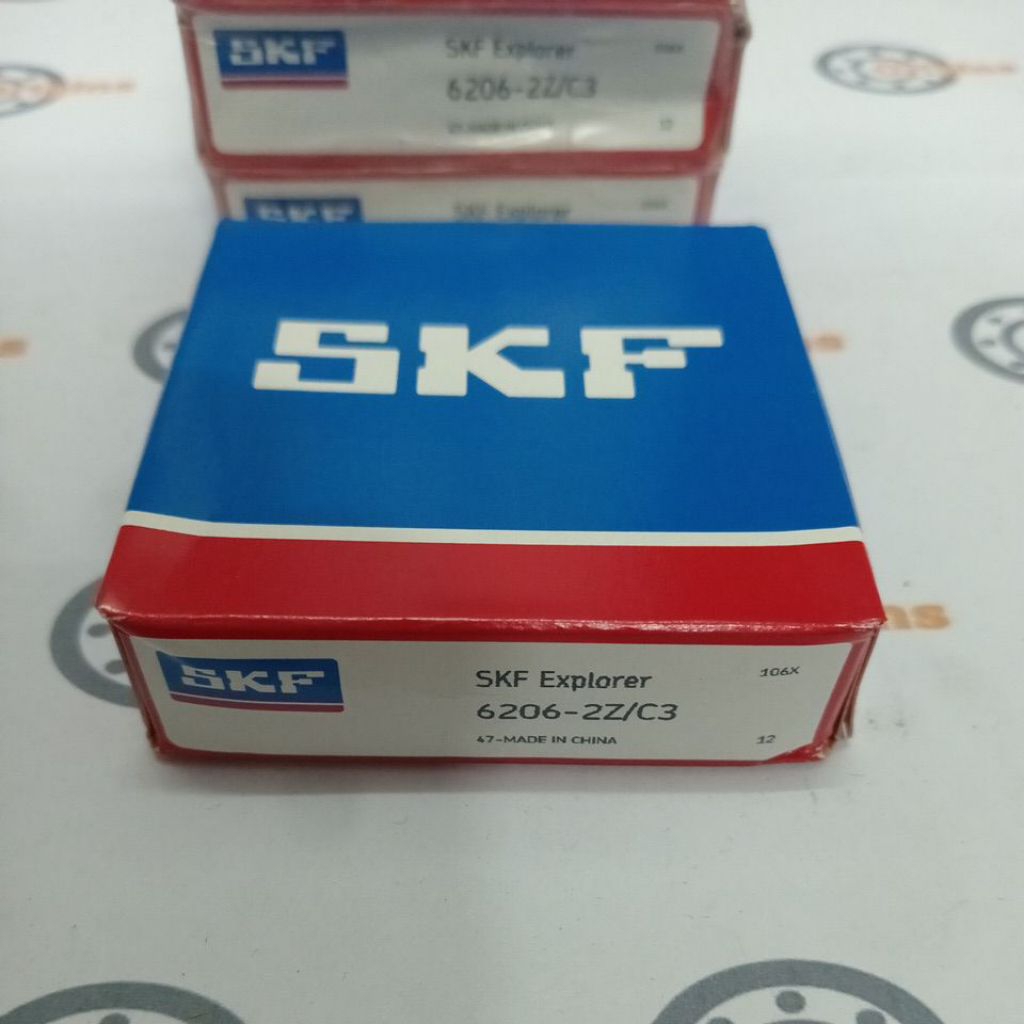 SKF
SKF Explorer
6206-2Z/C3
SKF
SKF Explorer
SKF
SKF
SKF Explorer
106X
6206-2Z/C3
47-MADE IN CHINA
12